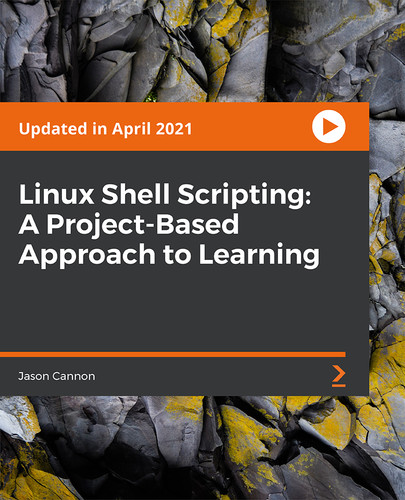 Updated in April 2021
Linux Shell Scripting:
A Project-Based
Approach to Learning
Jason Cannon